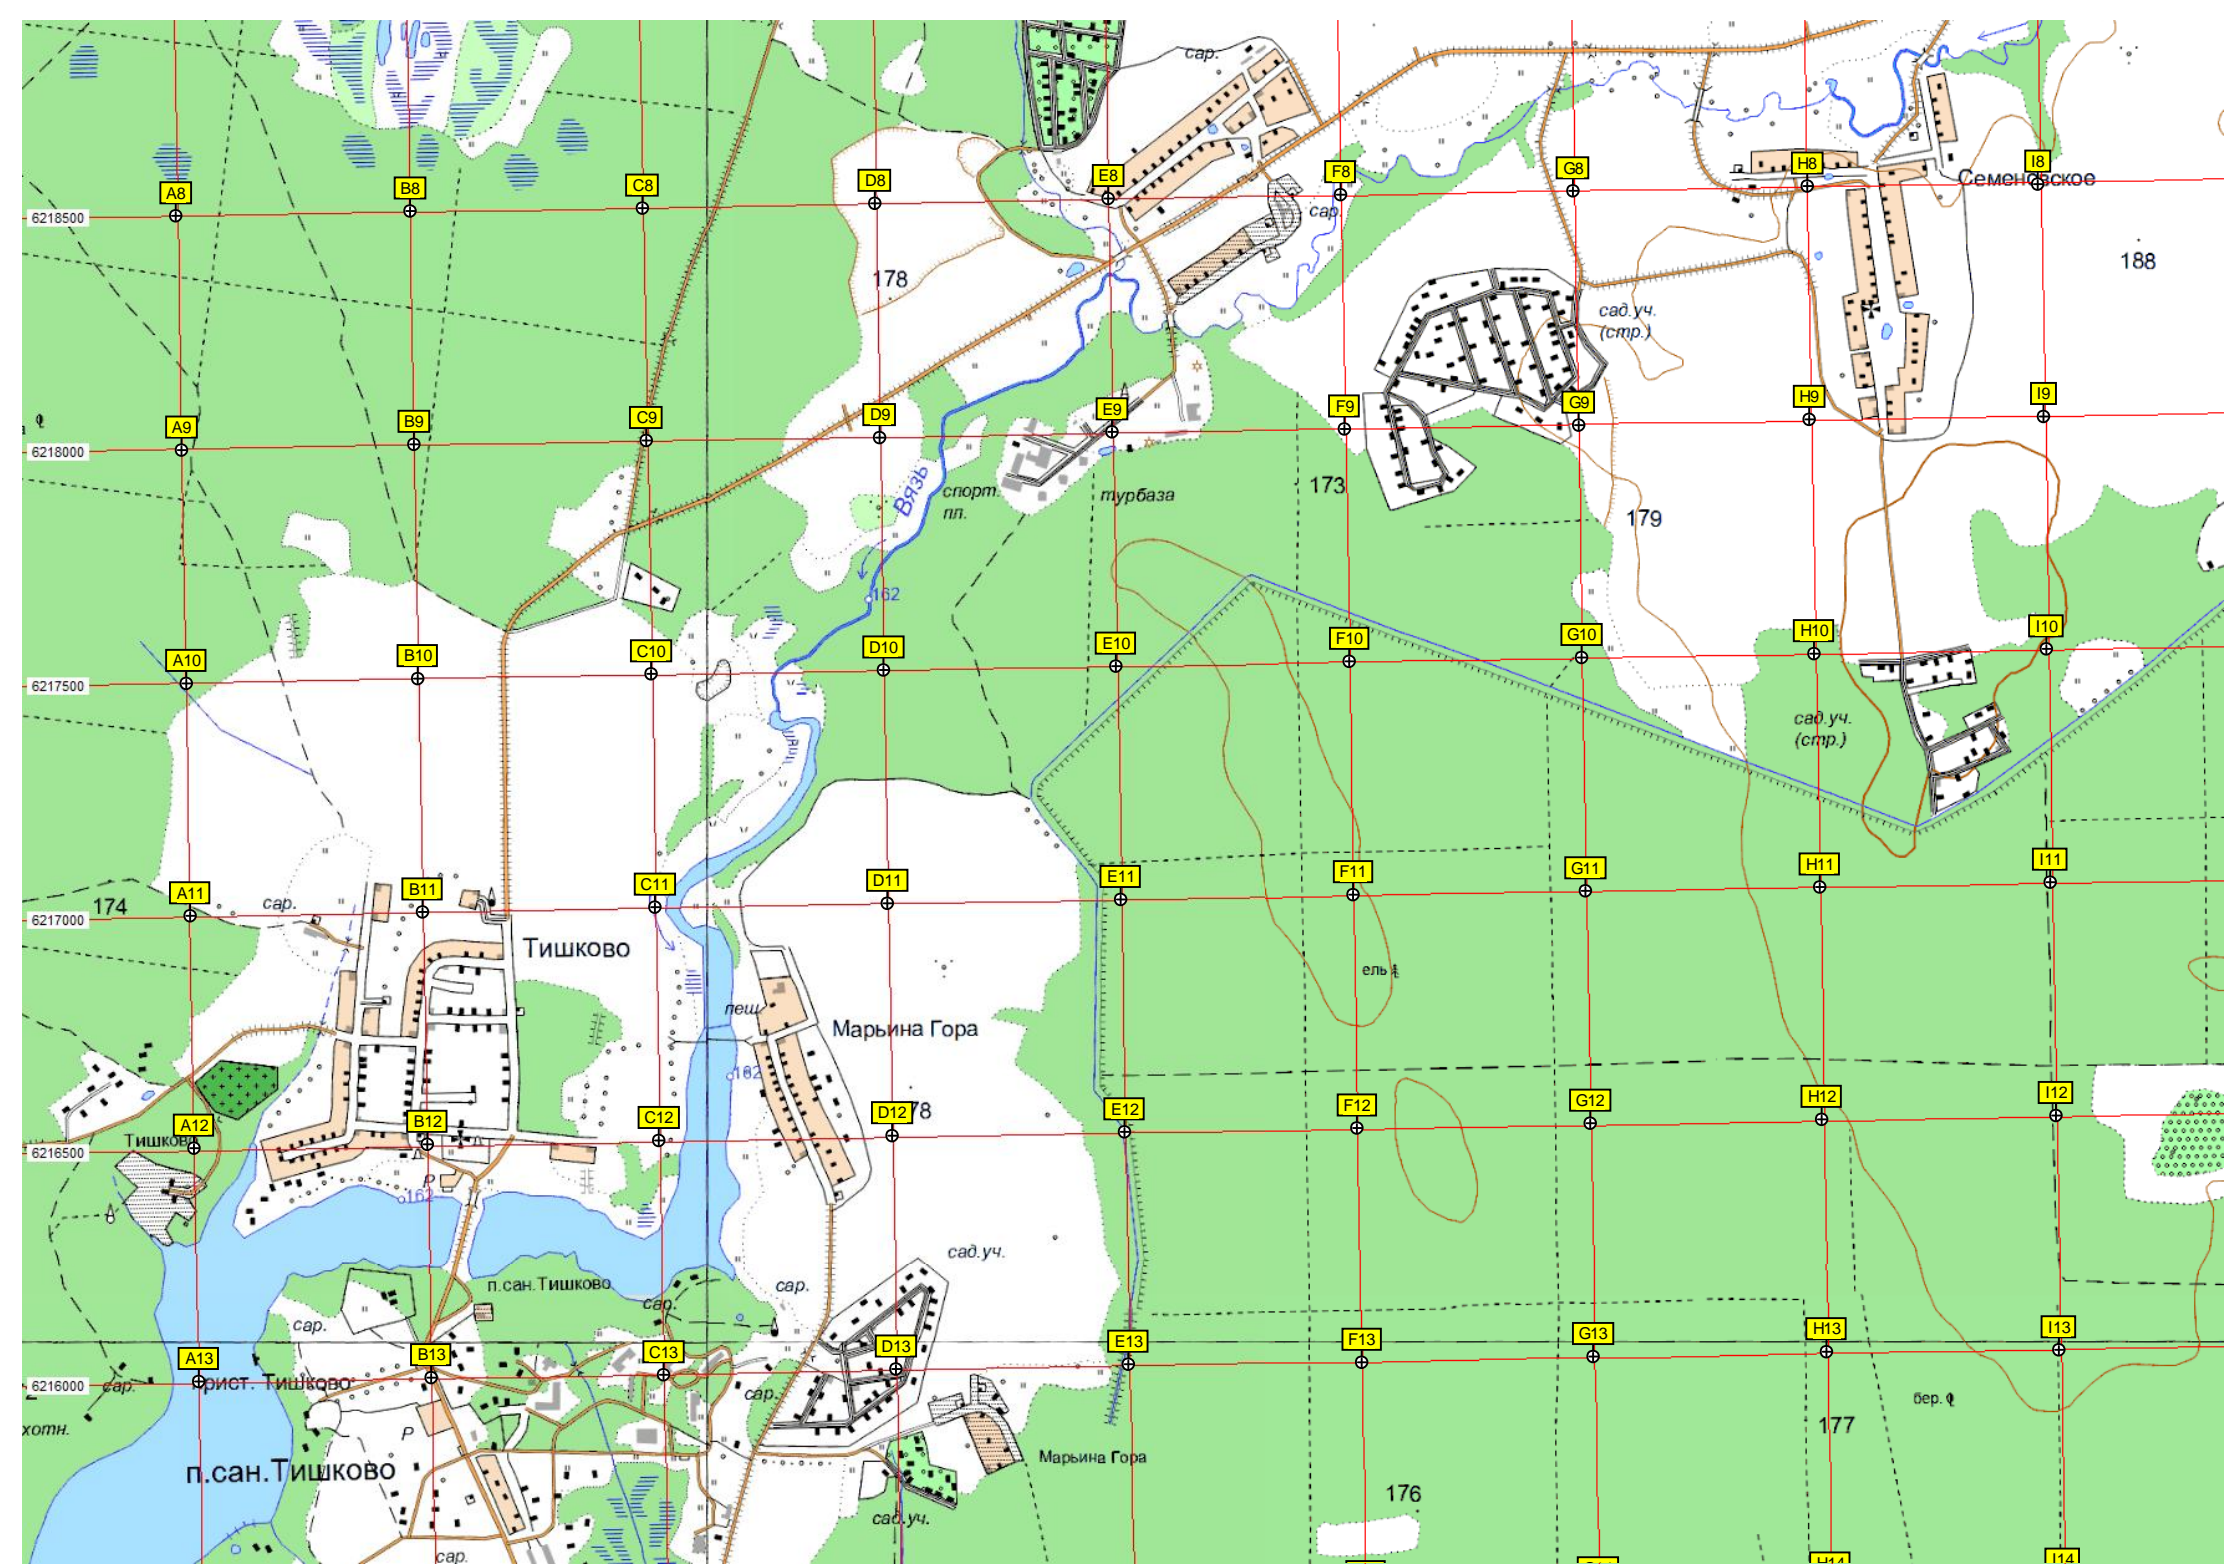 сар.
A8
B8
C8
D8
E8
F8
G8
H8
I8
Семеновское
сар.
6218500
178
188
сад.уч.
(стр.)
A9
B9
C9
D9
E9
F9
G9
H9
I9
6218000
Вязь
спорт.
пл.
турбаза
173
179
162
A10
B10
C10
D10
E10
F10
G10
H10
I10
6217500
сад.уч.
(стр.)
A11
B11
C11
D11
E11
F11
G11
H11
I11
174
сар.
6217000
Тишково
ель
пеш.
Марьина Гора
162
A12
B12
C12
D12
78
E12
F12
G12
H12
I12
Тишково
6216500
Р
162
сад.уч.
п.сан.Тишково
сар.
сар.
сар.
A13
B13
C13
D13
E13
F13
G13
H13
I13
6216000
сар.
прист. Тишково
сар.
бер.
хотн.
Р
177
п.сан.Тишково
Марьина Гора
176
сад.уч.
сар.
H14
I14